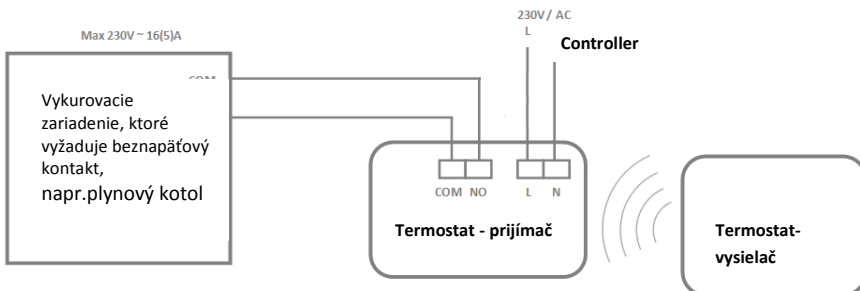 230V / AC
L
Max 230V ~ 16(5)A
Controller
Vykurovacie
zariadenie, ktoré
vyžaduje beznapäťový
kontakt,
napr.plynový kotol
COM NO L N
Termostat - prijímač
Termostat-
vysielač